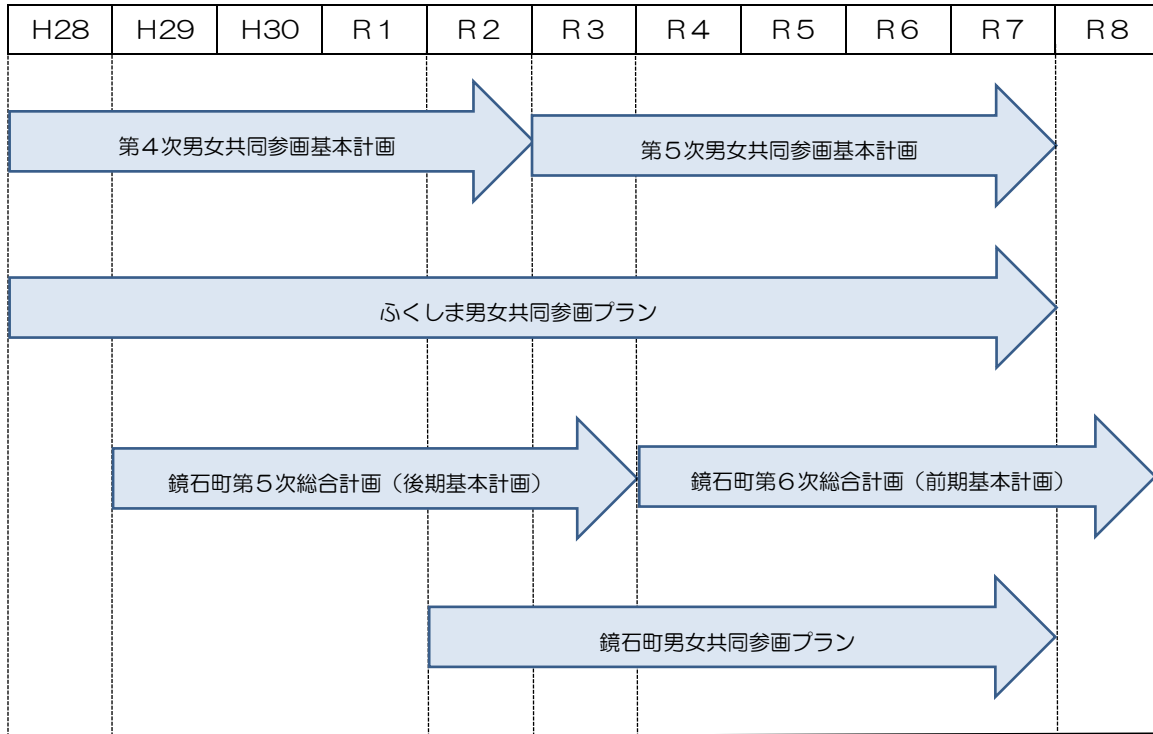 H28 H29 H30 R１ R２ R３ R４ R５ R６ R７ R８
第４次男女共同参画基本計画
第５次男女共同参画基本計画
ふくしま男女共同参画プラン
鏡石町第５次総合計画（後期基本計画）
鏡石町第６次総合計画（前期基本計画）
鏡石町男女共同参画プラン